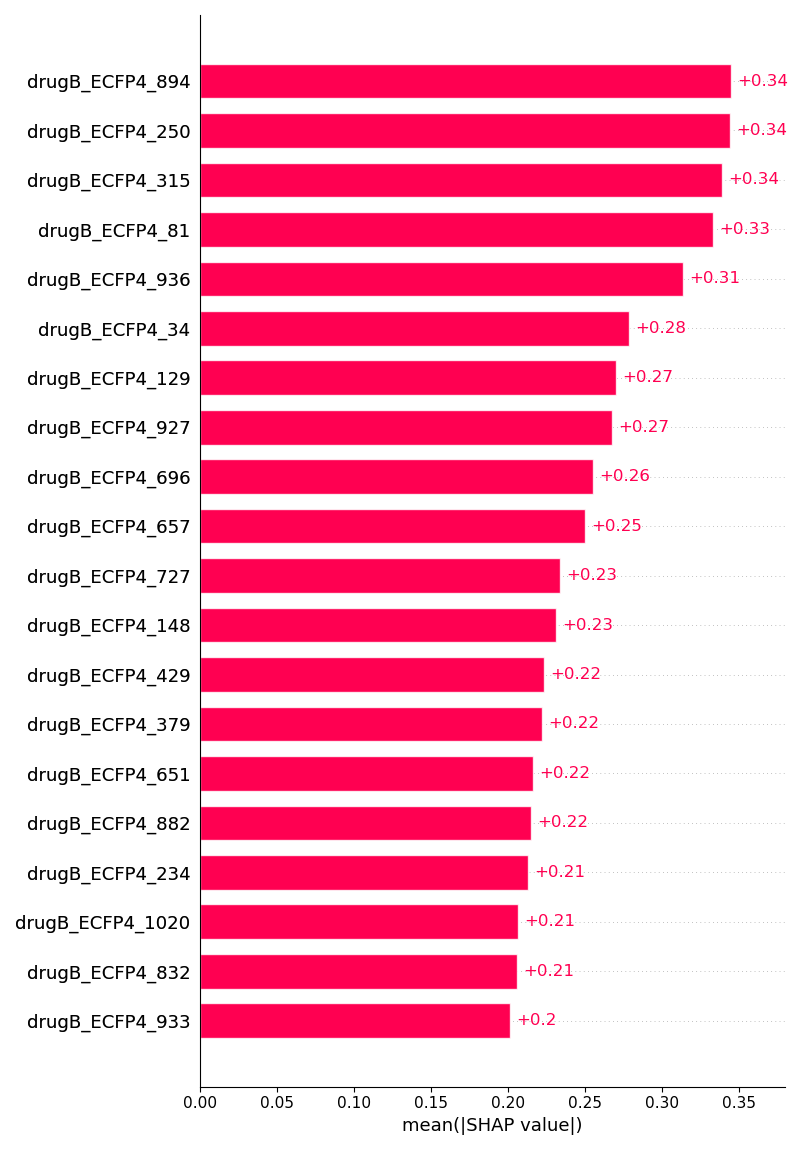 drugB_ECFP4_894 +0.34
drugB_ECFP4_250 +0.34
drugB_ECFP4_315 +0.34
drugB_ECFP4_81 +0.33
drugB_ECFP4_936 +0.31
drugB_ECFP4_34 +0.28
drugB_ECFP4_129 +0.27
drugB_ECFP4_927 +0.27
drugB_ECFP4_696 +0.26
drugB_ECFP4_657 +0.25
drugB_ECFP4_727 +0.23
drugB_ECFP4_148 +0.23
drugB_ECFP4_429 +0.22
drugB_ECFP4_379 +0.22
drugB_ECFP4_651 +0.22
drugB_ECFP4_882 +0.22
drugB_ECFP4_234 +0.21
drugB_ECFP4_1020 +0.21
drugB_ECFP4_832 +0.21
drugB_ECFP4_933 +0.2
0.00 0.05 0.10 0.15 0.20 0.25 0.30 0.35
mean(|SHAP value|)